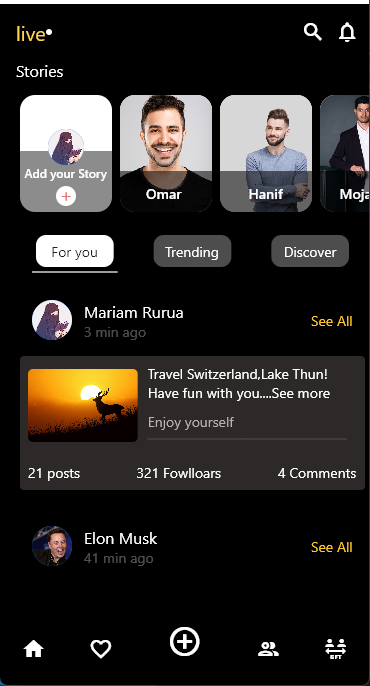 live
Stories
Add your Story
Omar
Hanif
Moja
For you
Trending
Discover
Mariam Rurua
3 min ago
See All
Travel Switzerland,Lake Thun!
Have fun with you....See more
Enjoy yourself
21 posts
321 Fowlloars
4 Comments
Elon Musk
41 min ago
See All
EFT